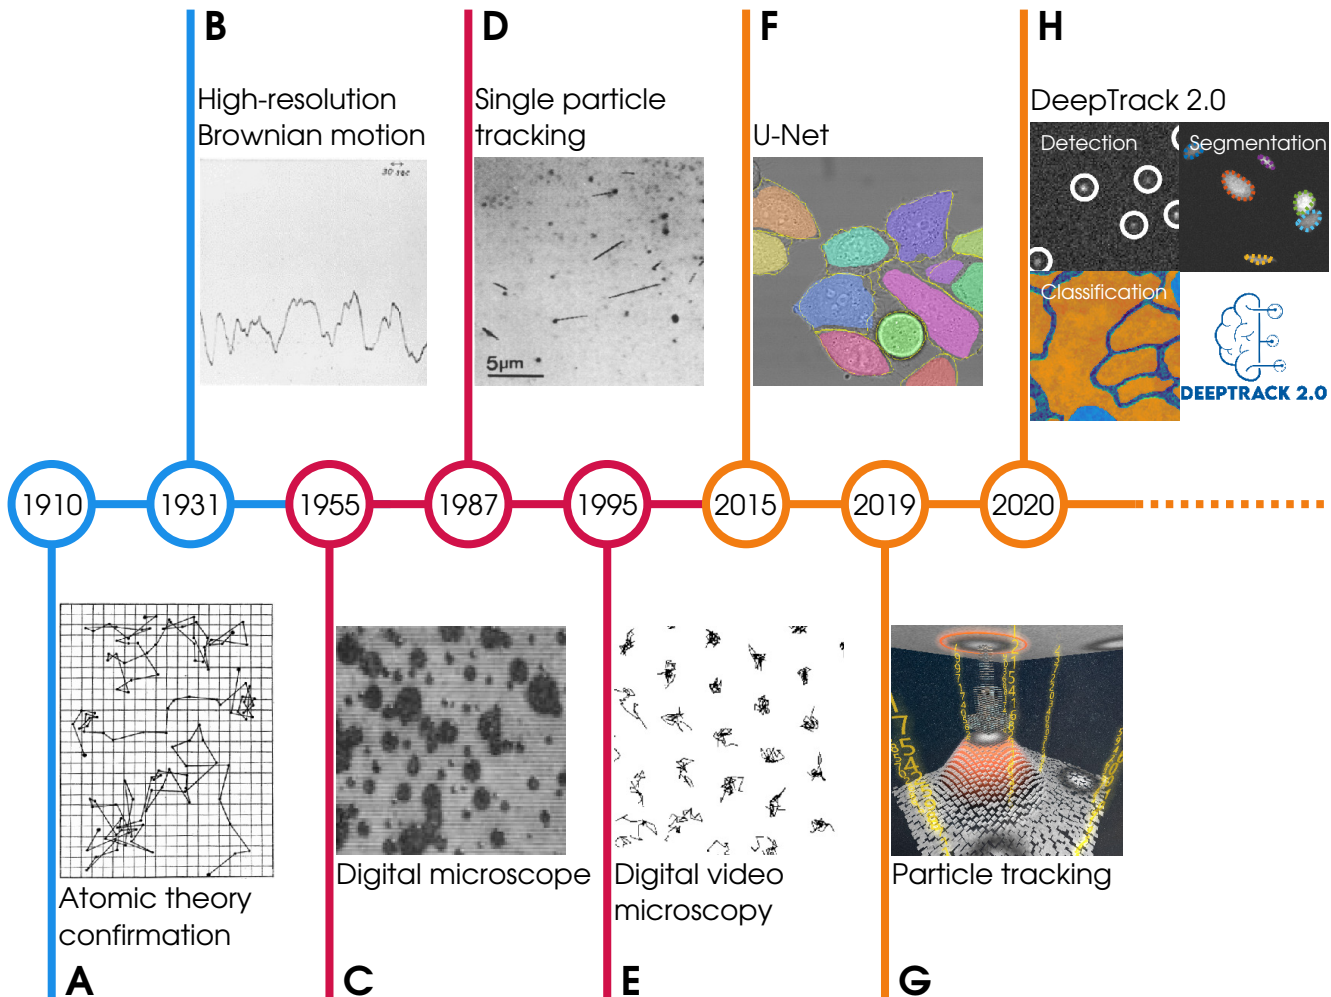 B
High-resolution
Brownian motion
30 sec
D
Single particle
tracking
5µm
F
U-Net
H
DeepTrack 2.0
Detection
Segmentation
Classification
DEEPTRACK 2.0
1910
1931
1955
1987
1995
2015
2019
2020
Atomic theory
confirmation
A
Digital microscope
C
Digital video
microscopy
E
Particle tracking
G